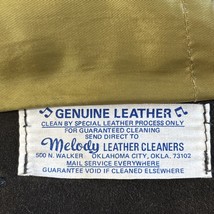 GENUINE LEATHER
CLEAN BY SPECIAL LEATHER PROCESS ONLY
FOR GUARANTEED CLEANING
SEND DIRECT TO
Melody LEATHER CLEANERS
500 N. WALKER OKLAHOMA CITY, OKLA. 73102
MAIL SERVICE EVERYWHERE
GUARANTEE VOID IF CLEANED ELSEWHERE